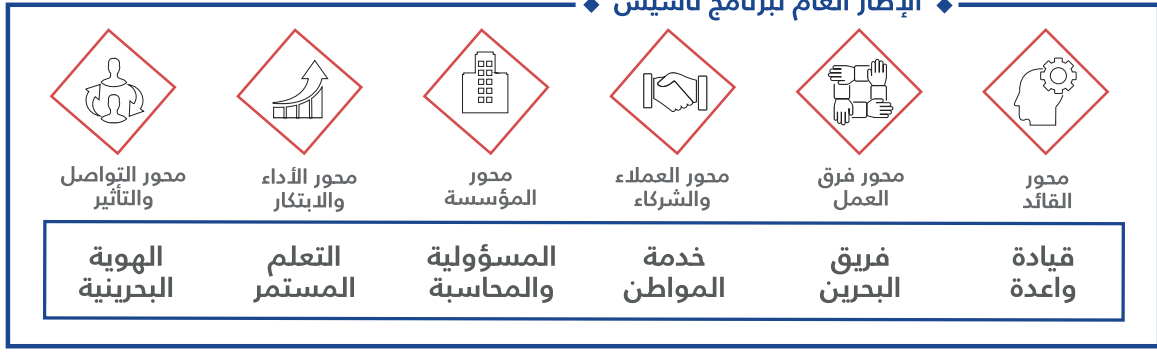 الإطار العام لبرنامج تأسيس
محور
القائد
محور فرق
العمل
محور العملاء
والشركاء
محور
المؤسسة
محور الأداء
والابتكار
محور التواصل
والتأثير
قيادة
واعدة
فريق
البحرين
خدمة
المواطن
المسؤولية
والمحاسبة
التعلم
المستمر
الهوية
البحرينية